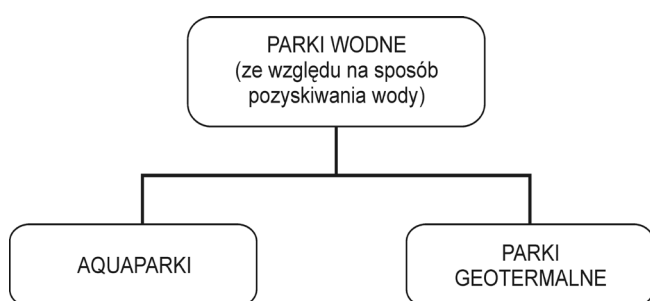 PARKI WODNE
(ze względu na sposób
pozyskiwania wody)
AQUAPARKI
PARKI
GEOTERMALNE